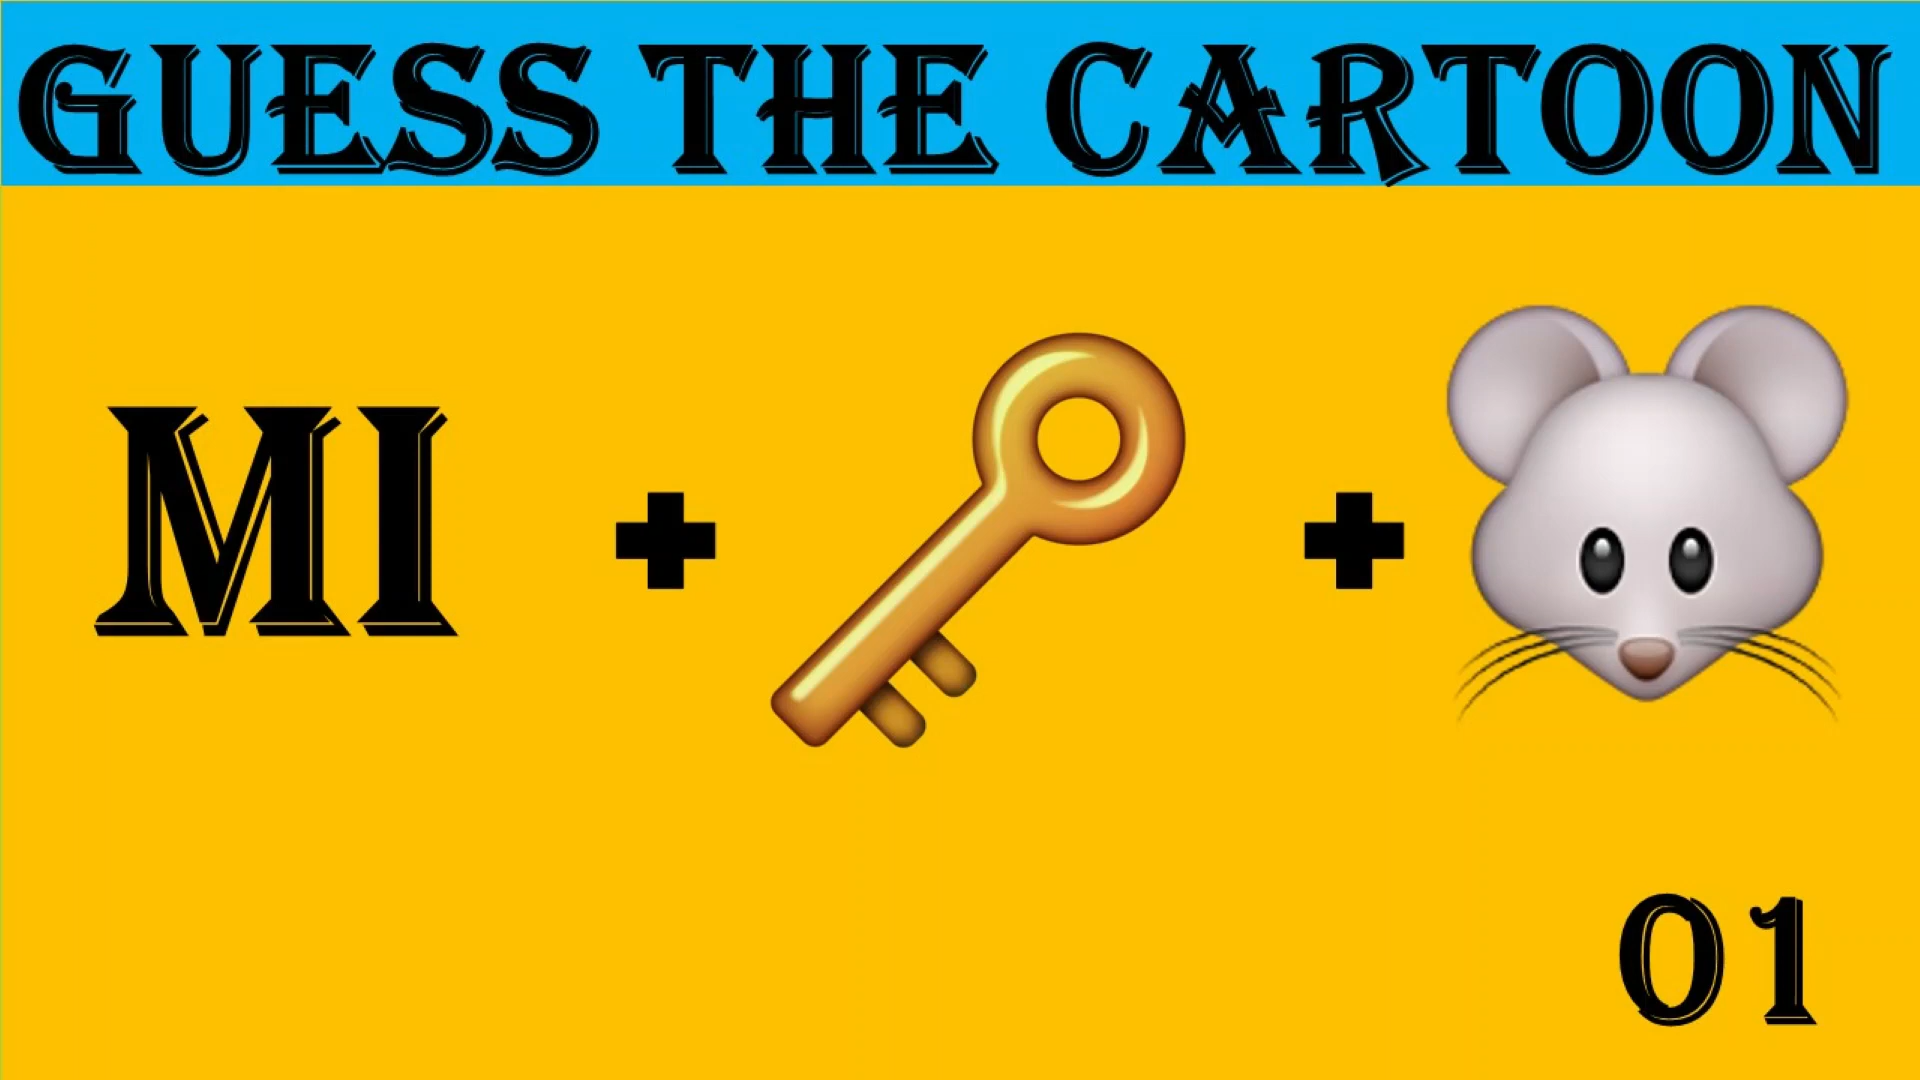 GUESS THE CARTOON
MI + +
01